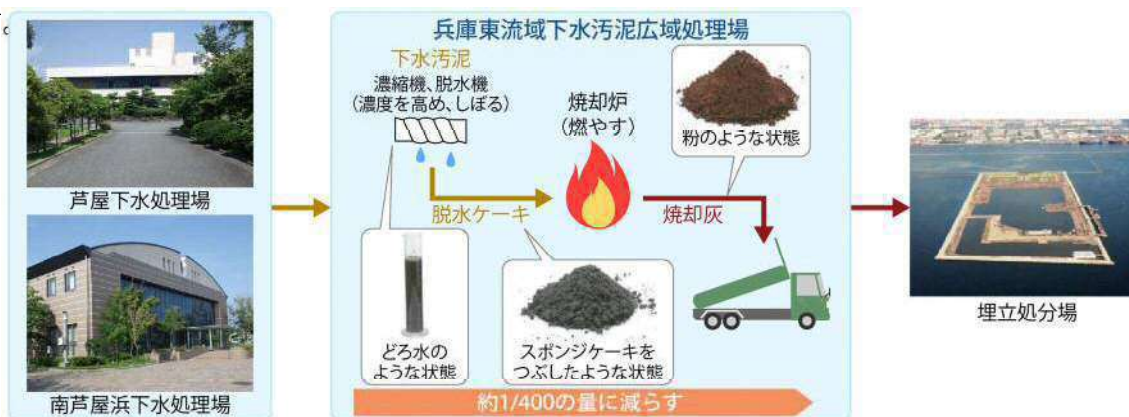 。
兵庫東流域下水汚泥広域処理場
下水汚泥
濃縮機、脱水機
(濃度を高め、しぼる)
焼却炉
(燃やす)
粉のような状態
芦屋下水処理場
脱水ケーキ
焼却灰
どろ水の
ような状態
スポンジケーキを
つぶしたような状態
埋立処分場
南芦屋浜下水処理場
約1/400の量に減らす